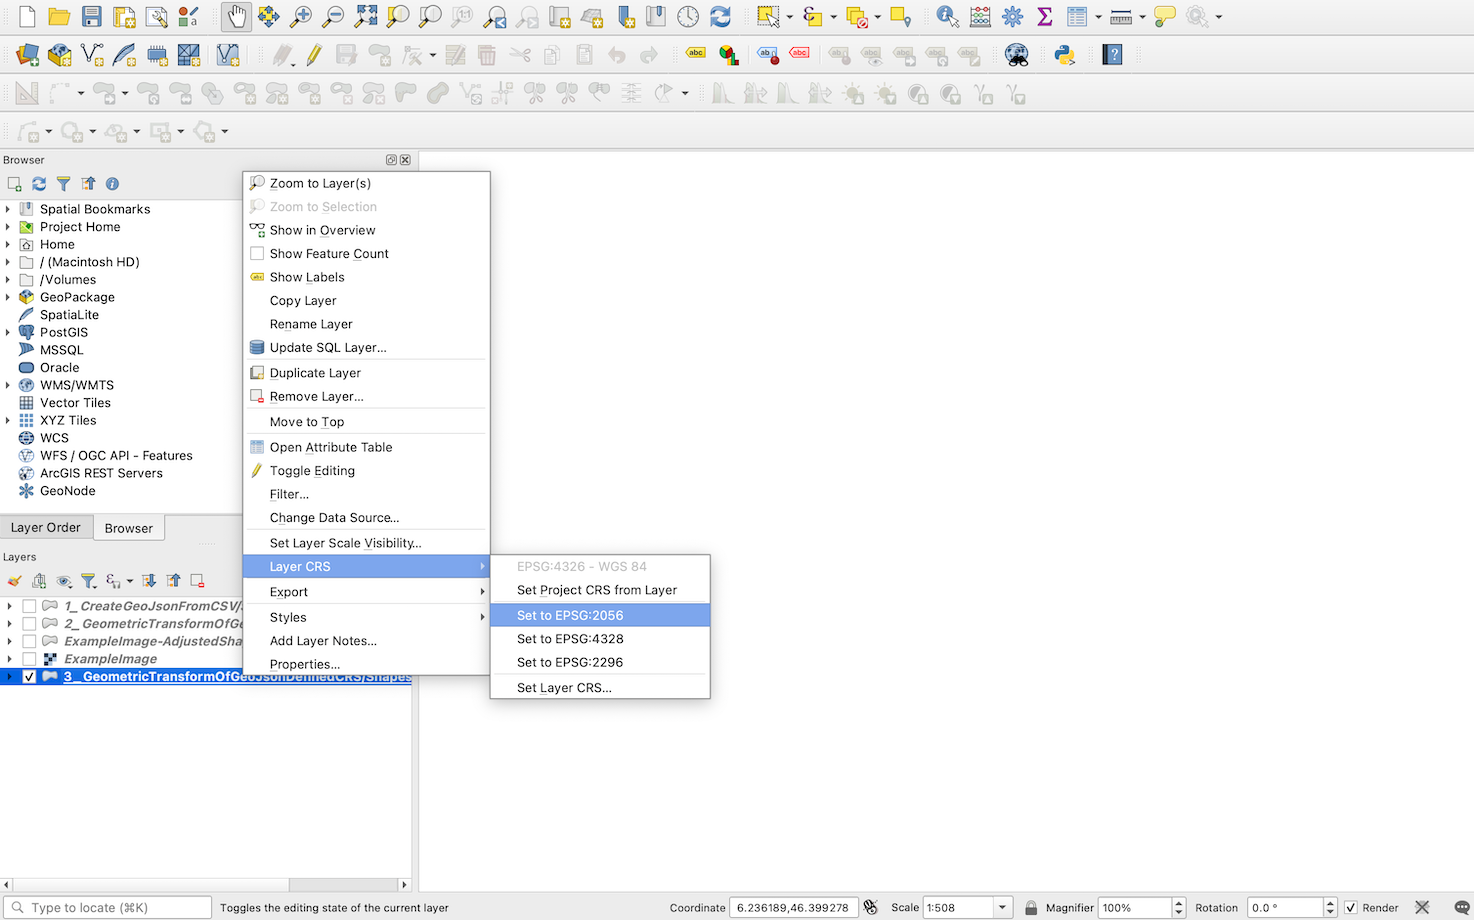 Browser
Spatial Bookmarks
Project Home
Home
/ (Macintosh HD)
/Volumes
GeoPackage
SpatiaLite
PostGIS
MSSQL
Oracle
WMS/WMTS
Vector Tiles
XYZ Tiles
WCS
WFS / OGC API - Features
ArcGIS REST Servers
GeoNode
Layer Order
Browser
Layers
1_CreateGeoJsonFromCSV/
2_GeometricTransformOfGe
ExampleImage-AdjustedSha
ExampleImage
3_GeometricTransformOfGeoJsonDefinedCRS/Shapes
Zoom to Layer(s)
Zoom to Selection
Show in Overview
Show Feature Count
abc Show Labels
Copy Layer
Rename Layer
Update SQL Layer...
Duplicate Layer
Remove Layer...
Move to Top
Open Attribute Table
Toggle Editing
Filter...
Change Data Source...
Set Layer Scale Visibility...
Layer CRS
Export
Styles
Add Layer Notes...
Properties...
EPSG:4326 - WGS 84
Set Project CRS from Layer
Set to EPSG:2056
Set to EPSG:4328
Set to EPSG:2296
Set Layer CRS...
Type to locate (⌘K)
Toggles the editing state of the current layer
Coordinate 6.236189,46.399278
Scale 1:508
Magnifier 100%
Rotation 0.0 °
Render